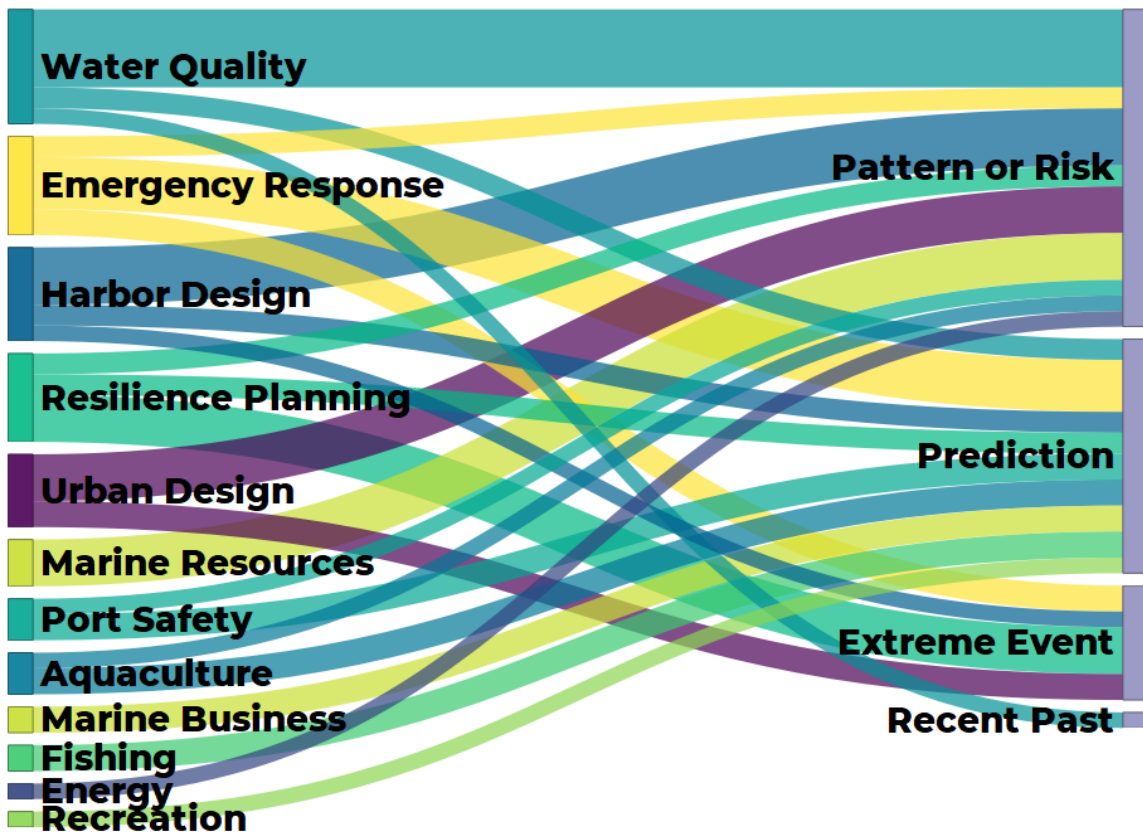 Water Quality
Emergency Response
Harbor Design
Resilience Planning
Urban Design
Marine Resources
Port Safety
Aquaculture
Marine Business
Fishing
Energy
Recreation
Pattern or Risk
Prediction
Extreme Event
Recent Past